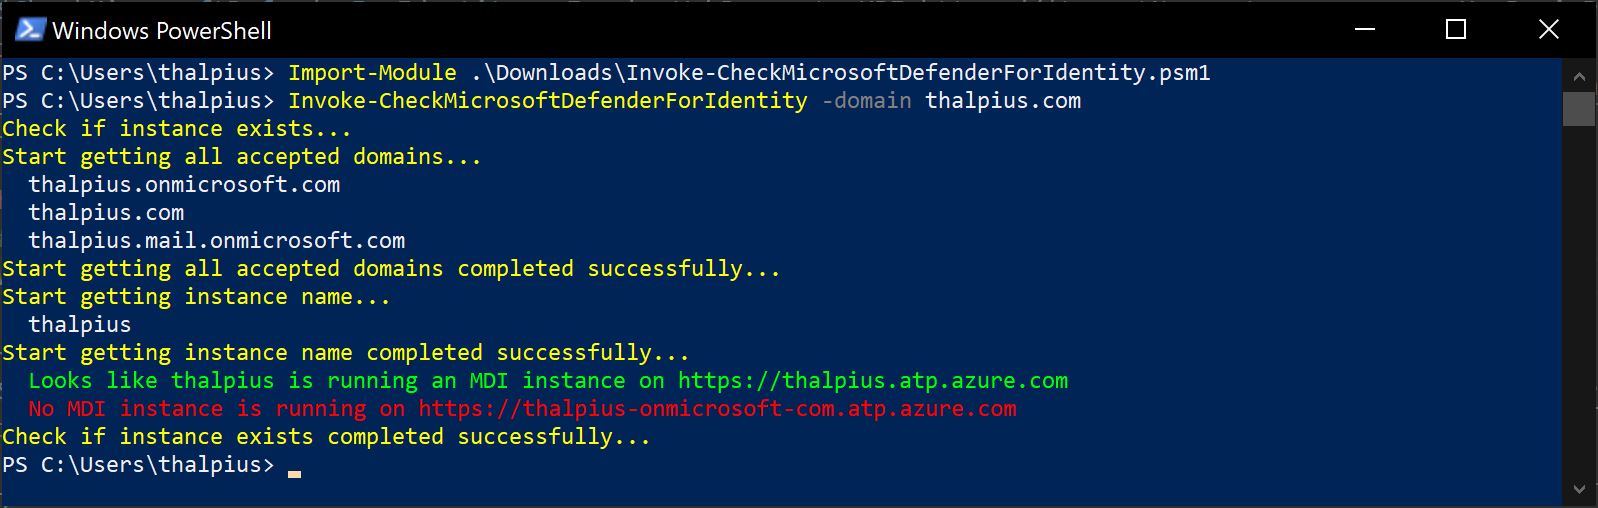 Windows PowerShell
PS C:\Users\thalpius> Import-Module .\Downloads\Invoke-CheckMicrosoftDefenderForIdentity.psm1
PS C:\Users\thalpius> Invoke-CheckMicrosoftDefenderForIdentity -domain thalpius.com
Check if instance exists...
Start getting all accepted domains...
  thalpius.onmicrosoft.com
  thalpius.com
  thalpius.mail.onmicrosoft.com
Start getting all accepted domains completed successfully...
Start getting instance name...
  thalpius
Start getting instance name completed successfully...
  Looks like thalpius is running an MDI instance on https://thalpius.atp.azure.com
  No MDI instance is running on https://thalpius-onmicrosoft-com.atp.azure.com
Check if instance exists completed successfully...
PS C:\Users\thalpius>